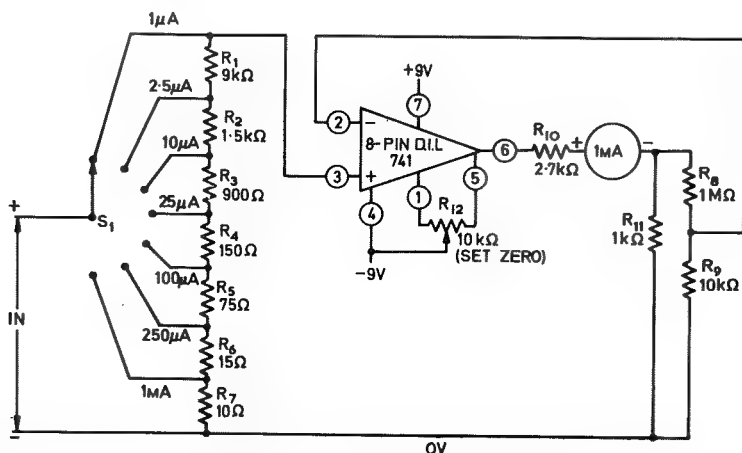 1μA
R1
9kΩ
2·5μA
R2
1·5kΩ
10μA
R3
900Ω
25μA
R4
150Ω
100μA
R5
75Ω
250μA
R6
15Ω
1MA
R7
10Ω
+
S1
IN
−
0V
+9V
7
2
−
8-PIN D.I.L
741
3
+
4
1
5
6
R12
10kΩ
(SET ZERO)
-9V
R10
2·7kΩ
+
1MA
−
R8
1MΩ
R11
1kΩ
R9
10kΩ